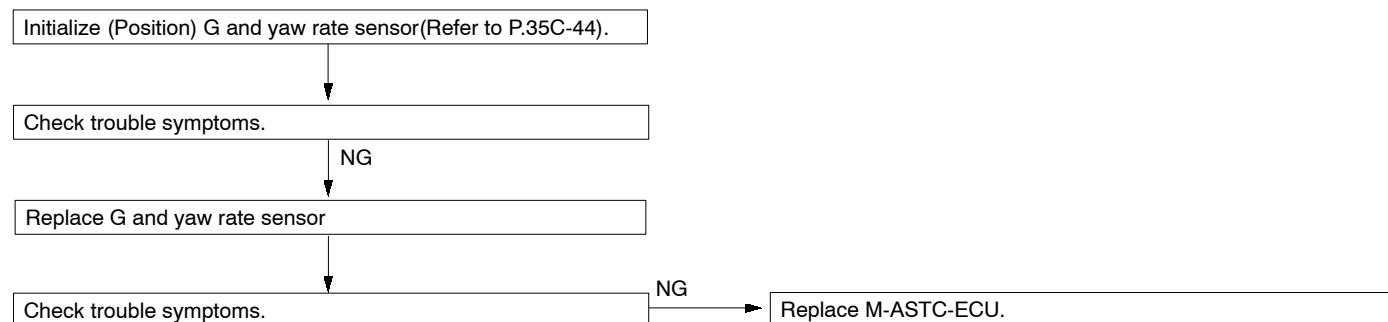 Initialize (Position) G and yaw rate sensor(Refer to P.35C-44).
Check trouble symptoms.
NG
Replace G and yaw rate sensor
Check trouble symptoms.
NG
Replace M-ASTC-ECU.